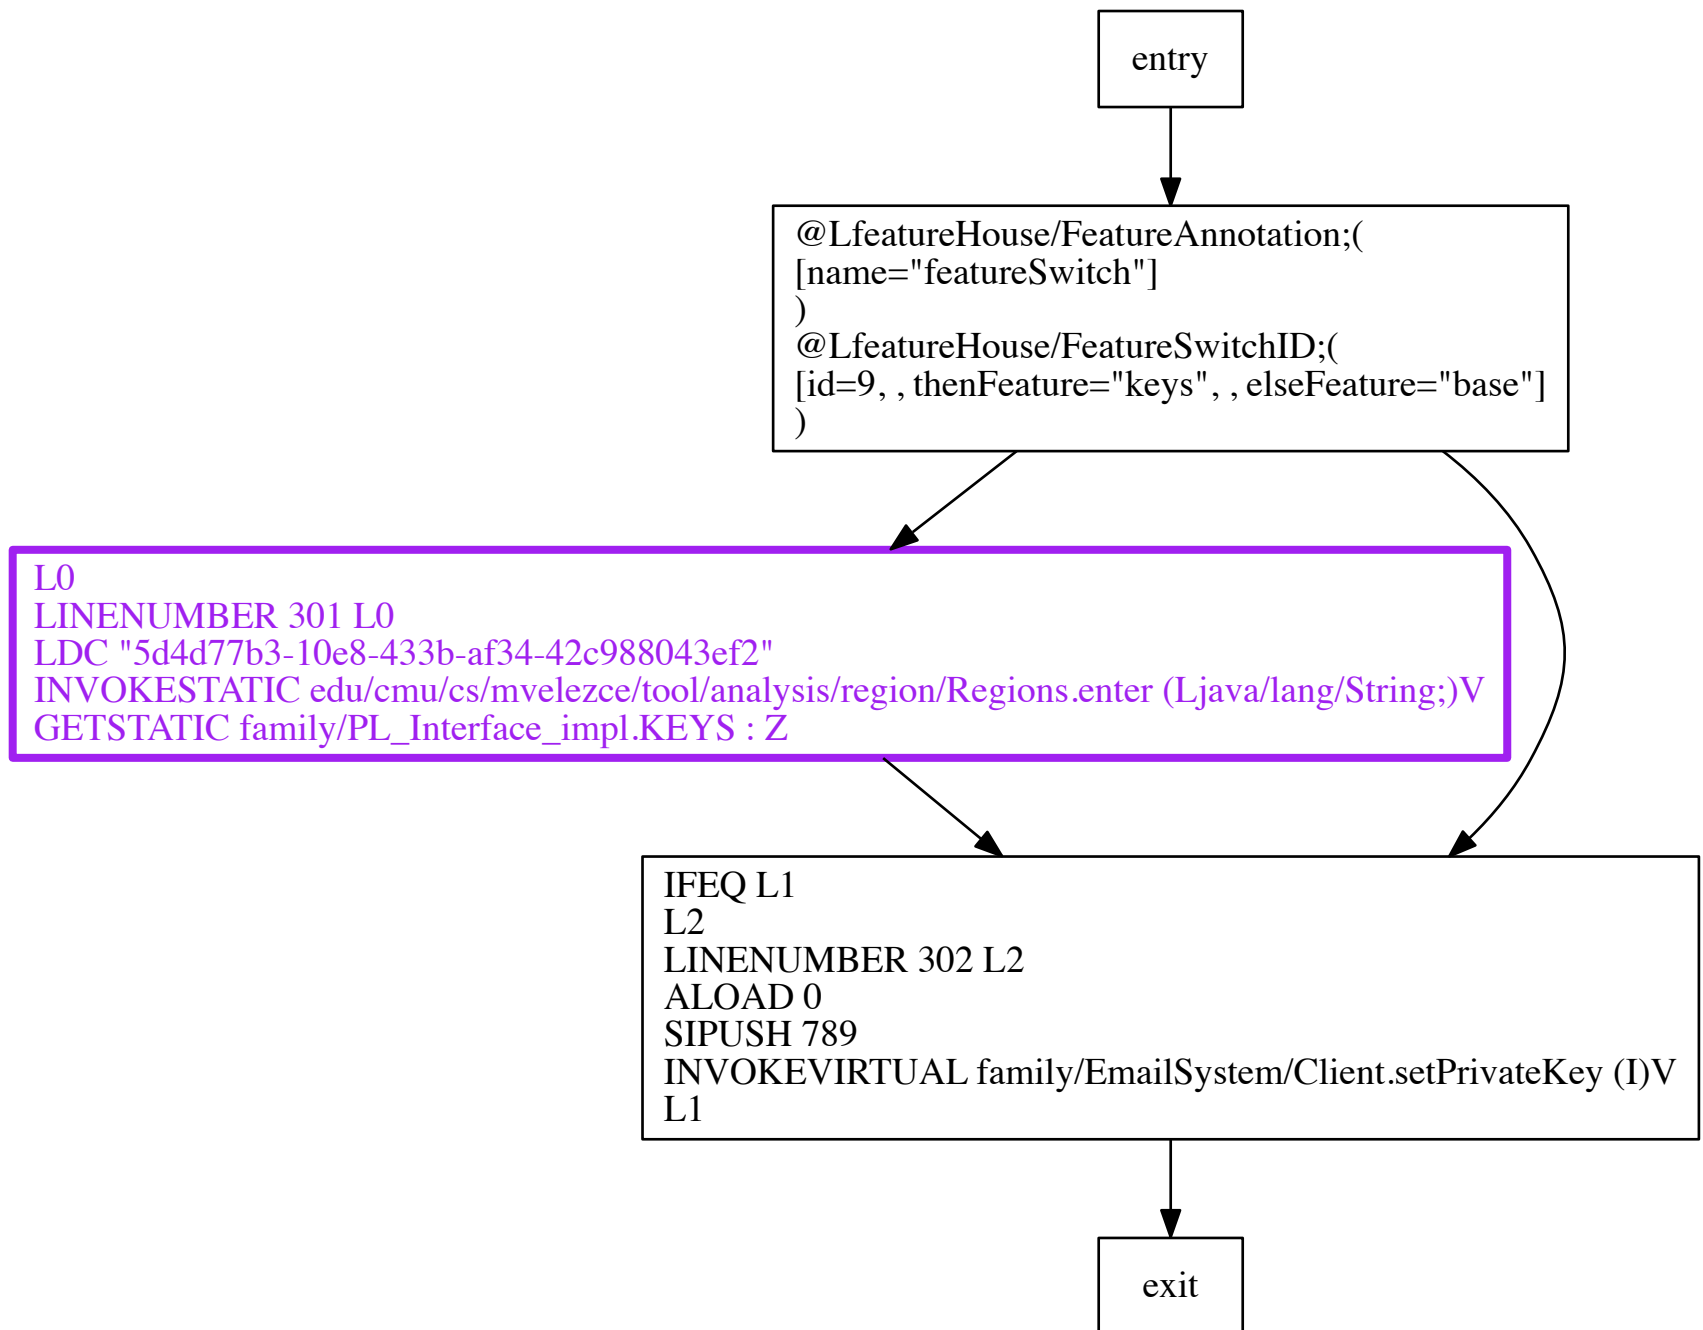 entry
@LfeatureHouse/FeatureAnnotation;(
[name="featureSwitch"]
)
@LfeatureHouse/FeatureSwitchID;(
[id=9, , thenFeature="keys", , elseFeature="base"]
)
L0
LINENUMBER 301 L0
LDC "5d4d77b3-10e8-433b-af34-42c988043ef2"
INVOKESTATIC edu/cmu/cs/mvelezce/tool/analysis/region/Regions.enter (Ljava/lang/String;)V
GETSTATIC family/PL_Interface_impl.KEYS : Z
IFEQ L1
L2
LINENUMBER 302 L2
ALOAD 0
SIPUSH 789
INVOKEVIRTUAL family/EmailSystem/Client.setPrivateKey (I)V
L1
exit